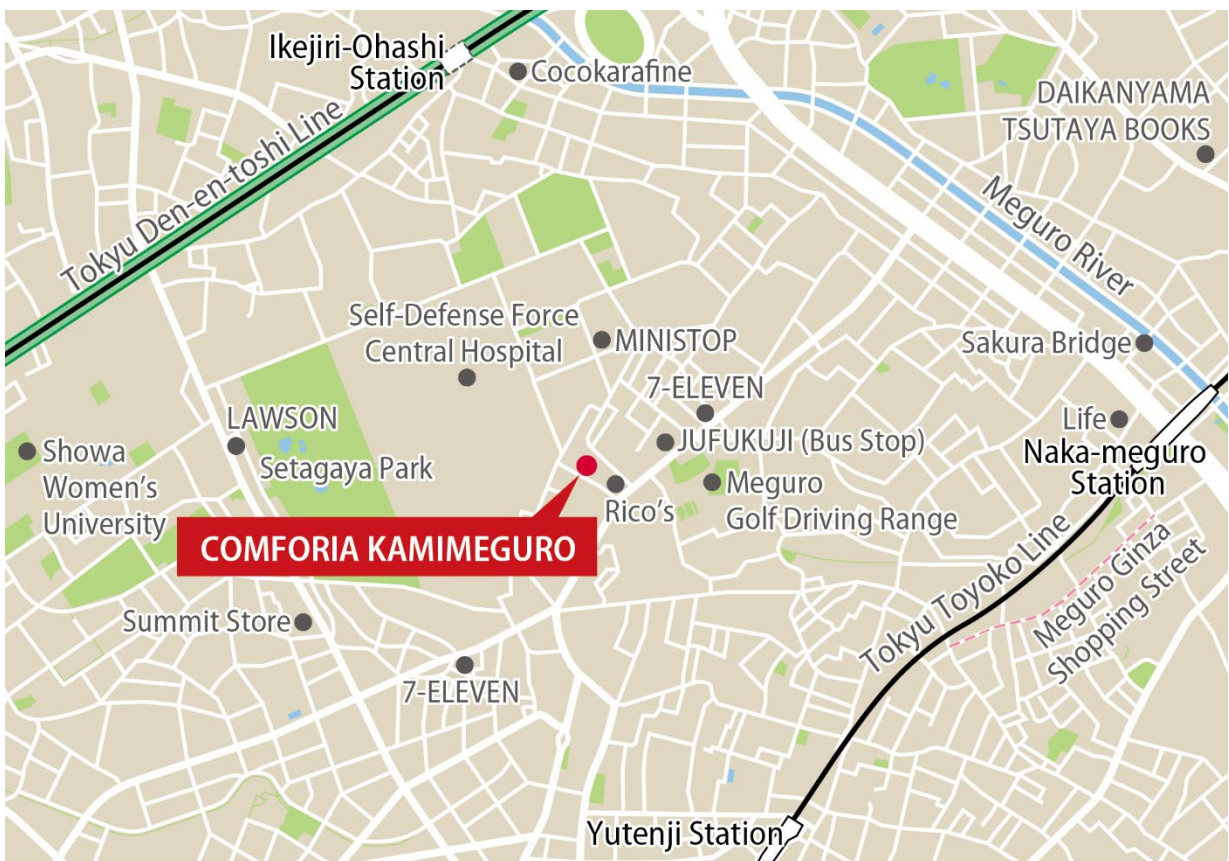 Ikejiri-Ohashi
Station
Cocokarafine
DAIKANYAMA
TSUTAYA BOOKS
Tokyu Den-en-toshi Line
Meguro River
Self-Defense Force
Central Hospital
MINISTOP
Sakura Bridge
7-ELEVEN
LAWSON
Life
Showa
Women's
University
Setagaya Park
JUFUKUJI (Bus Stop)
Naka-meguro
Station
Rico's
Meguro
Golf Driving Range
COMFORIA KAMIMEGURO
Tokyu Toyoko Line
Meguro Ginza
Shopping Street
Summit Store
7-ELEVEN
Yutenji Station